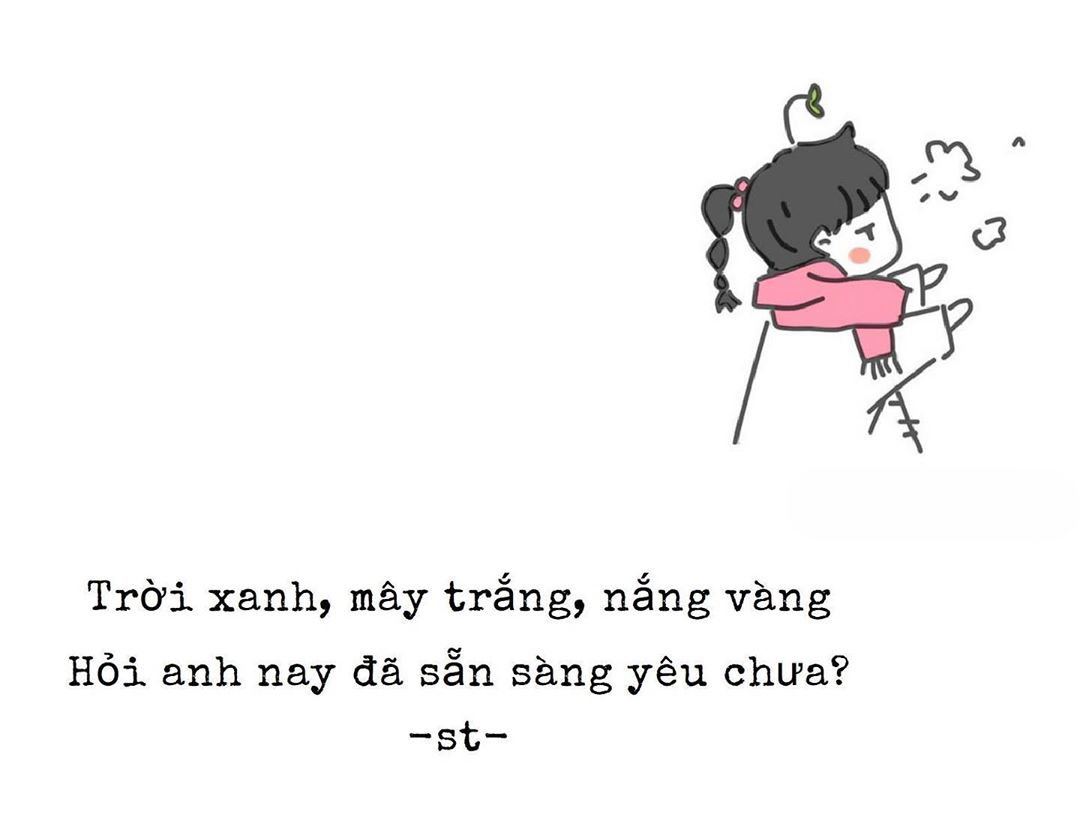 Trời xanh, mây trắng, nắng vàng
Hỏi anh nay đã sẵn sàng yêu chưa?
-st-